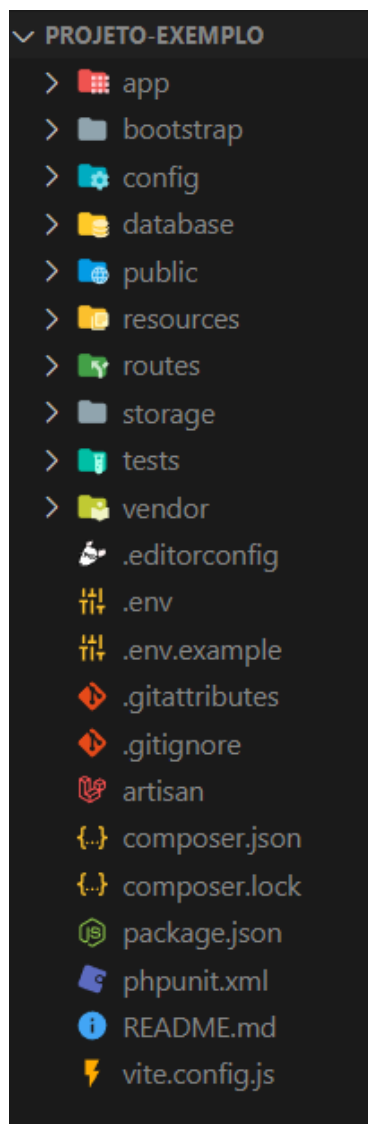 PROJETO-EXEMPLO
app
bootstrap
config
database
public
resources
routes
storage
tests
vendor
.editorconfig
.env
.env.example
.gitattributes
.gitignore
artisan
composer.json
composer.lock
package.json
phpunit.xml
README.md
vite.config.js